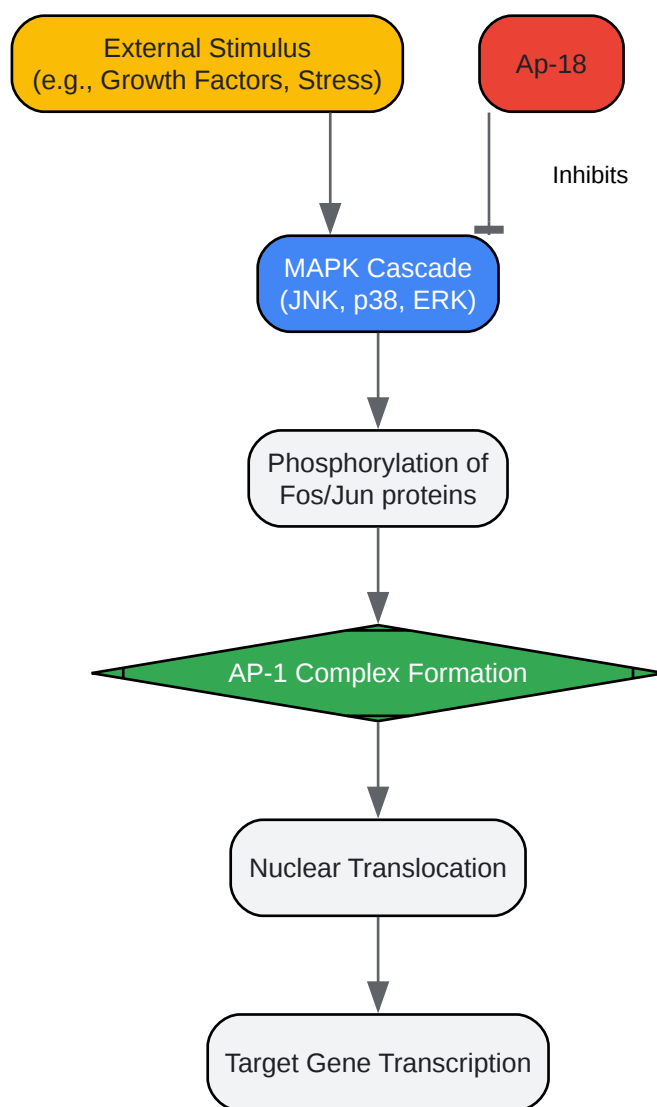 External Stimulus
(e.g., Growth Factors, Stress)
Ap-18
Inhibits
MAPK Cascade
(JNK, p38, ERK)
Phosphorylation of
Fos/Jun proteins
AP-1 Complex Formation
Nuclear Translocation
Target Gene Transcription